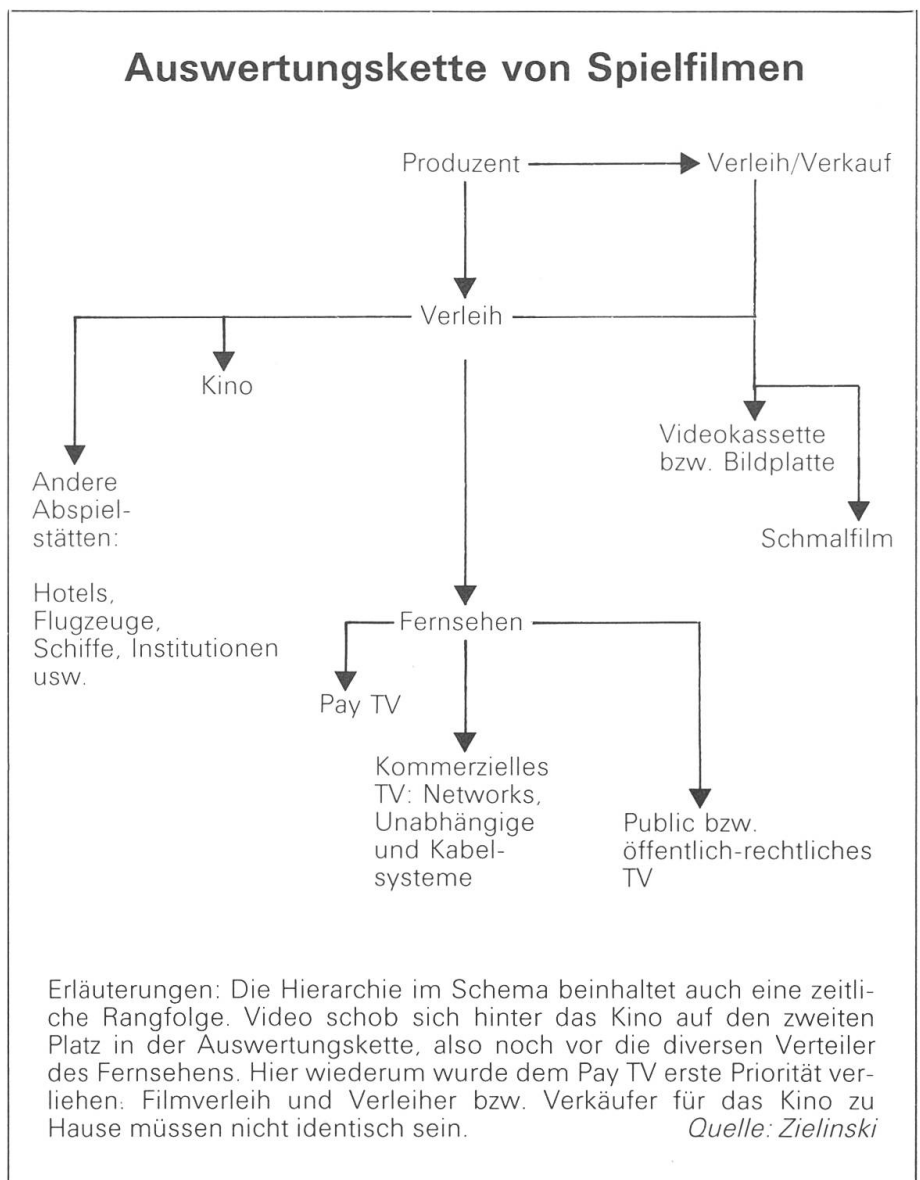 Auswertungskette von Spielfilmen
Produzent
Verleih/Verkauf
Verleih
Kino
Videokassette
bzw. Bildplatte
Andere
Abspiel-
stätten:
Schmalfilm
Hotels,
Flugzeuge,
Schiffe, Institutionen
usw.
Fernsehen
Pay TV
Kommerzielles
TV: Networks,
Unabhängige
und Kabel-
systeme
Public bzw.
öffentlich-rechtliches
TV
Erläuterungen: Die Hierarchie im Schema beinhaltet auch eine zeitli-
che Rangfolge. Video schob sich hinter das Kino auf den zweiten
Platz in der Auswertungskette, also noch vor die diversen Verteiler
des Fernsehens. Hier wiederum wurde dem Pay TV erste Priorität ver-
liehen. Filmverleih und Verleiher bzw. Verkäufer für das Kino zu
Hause müssen nicht identisch sein. Quelle: Zielinski